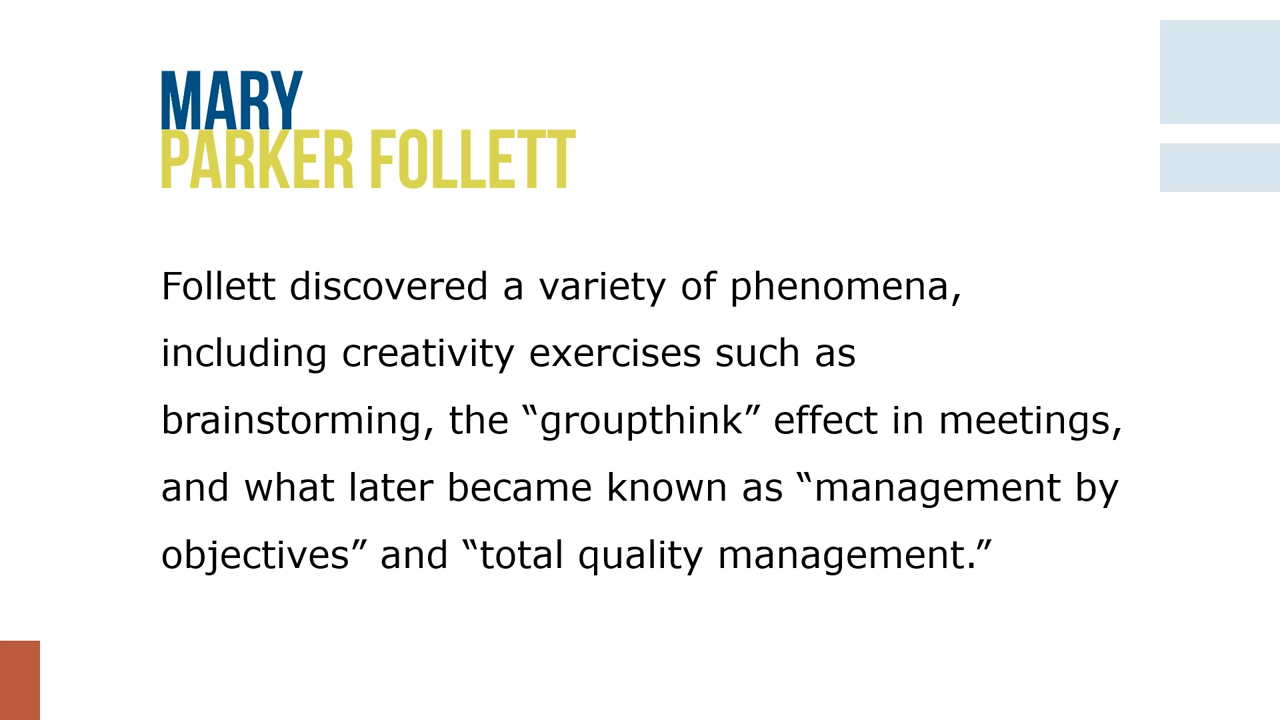 MARY
PARKER FOLLETT
Follett discovered a variety of phenomena,
including creativity exercises such as
brainstorming, the “groupthink” effect in meetings,
and what later became known as “management by
objectives” and “total quality management.”